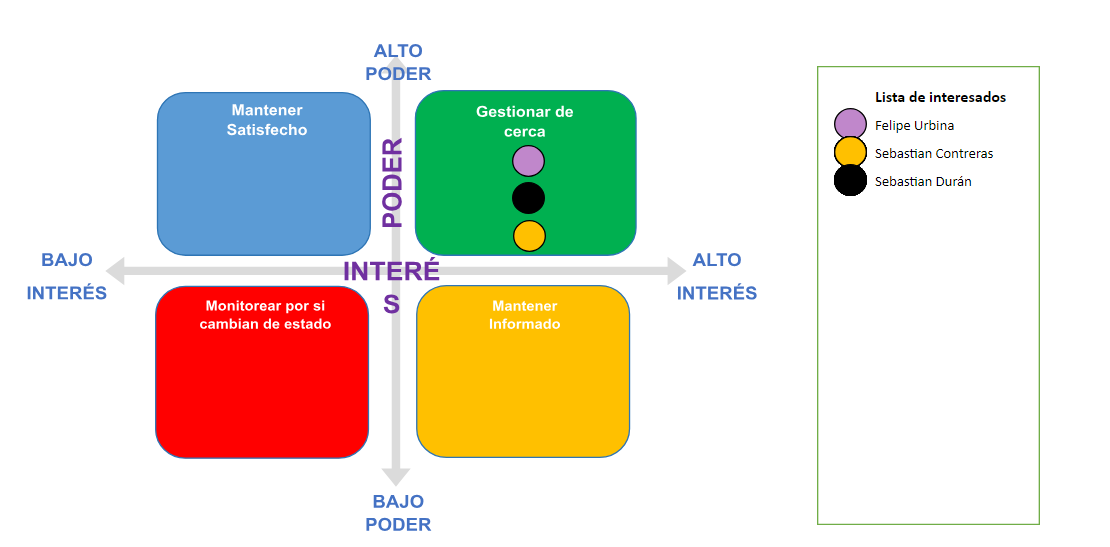 ALTO
PODER
Mantener
Satisfecho
PODER
Gestionar de
cerca
BAJO
INTERÉS
INTERÉ
S
ALTO
INTERÉS
Monitorear por si
cambian de estado
Mantener
Informado
BAJO
PODER
Lista de interesados
Felipe Urbina
Sebastian Contreras
Sebastian Durán